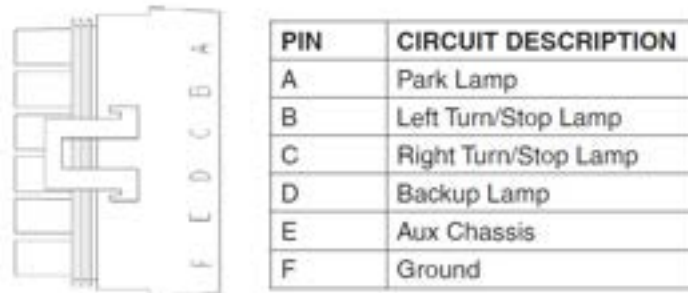 A
B
C
D
E
F
PIN CIRCUIT DESCRIPTION
A Park Lamp
B Left Turn/Stop Lamp
C Right Turn/Stop Lamp
D Backup Lamp
E Aux Chassis
F Ground